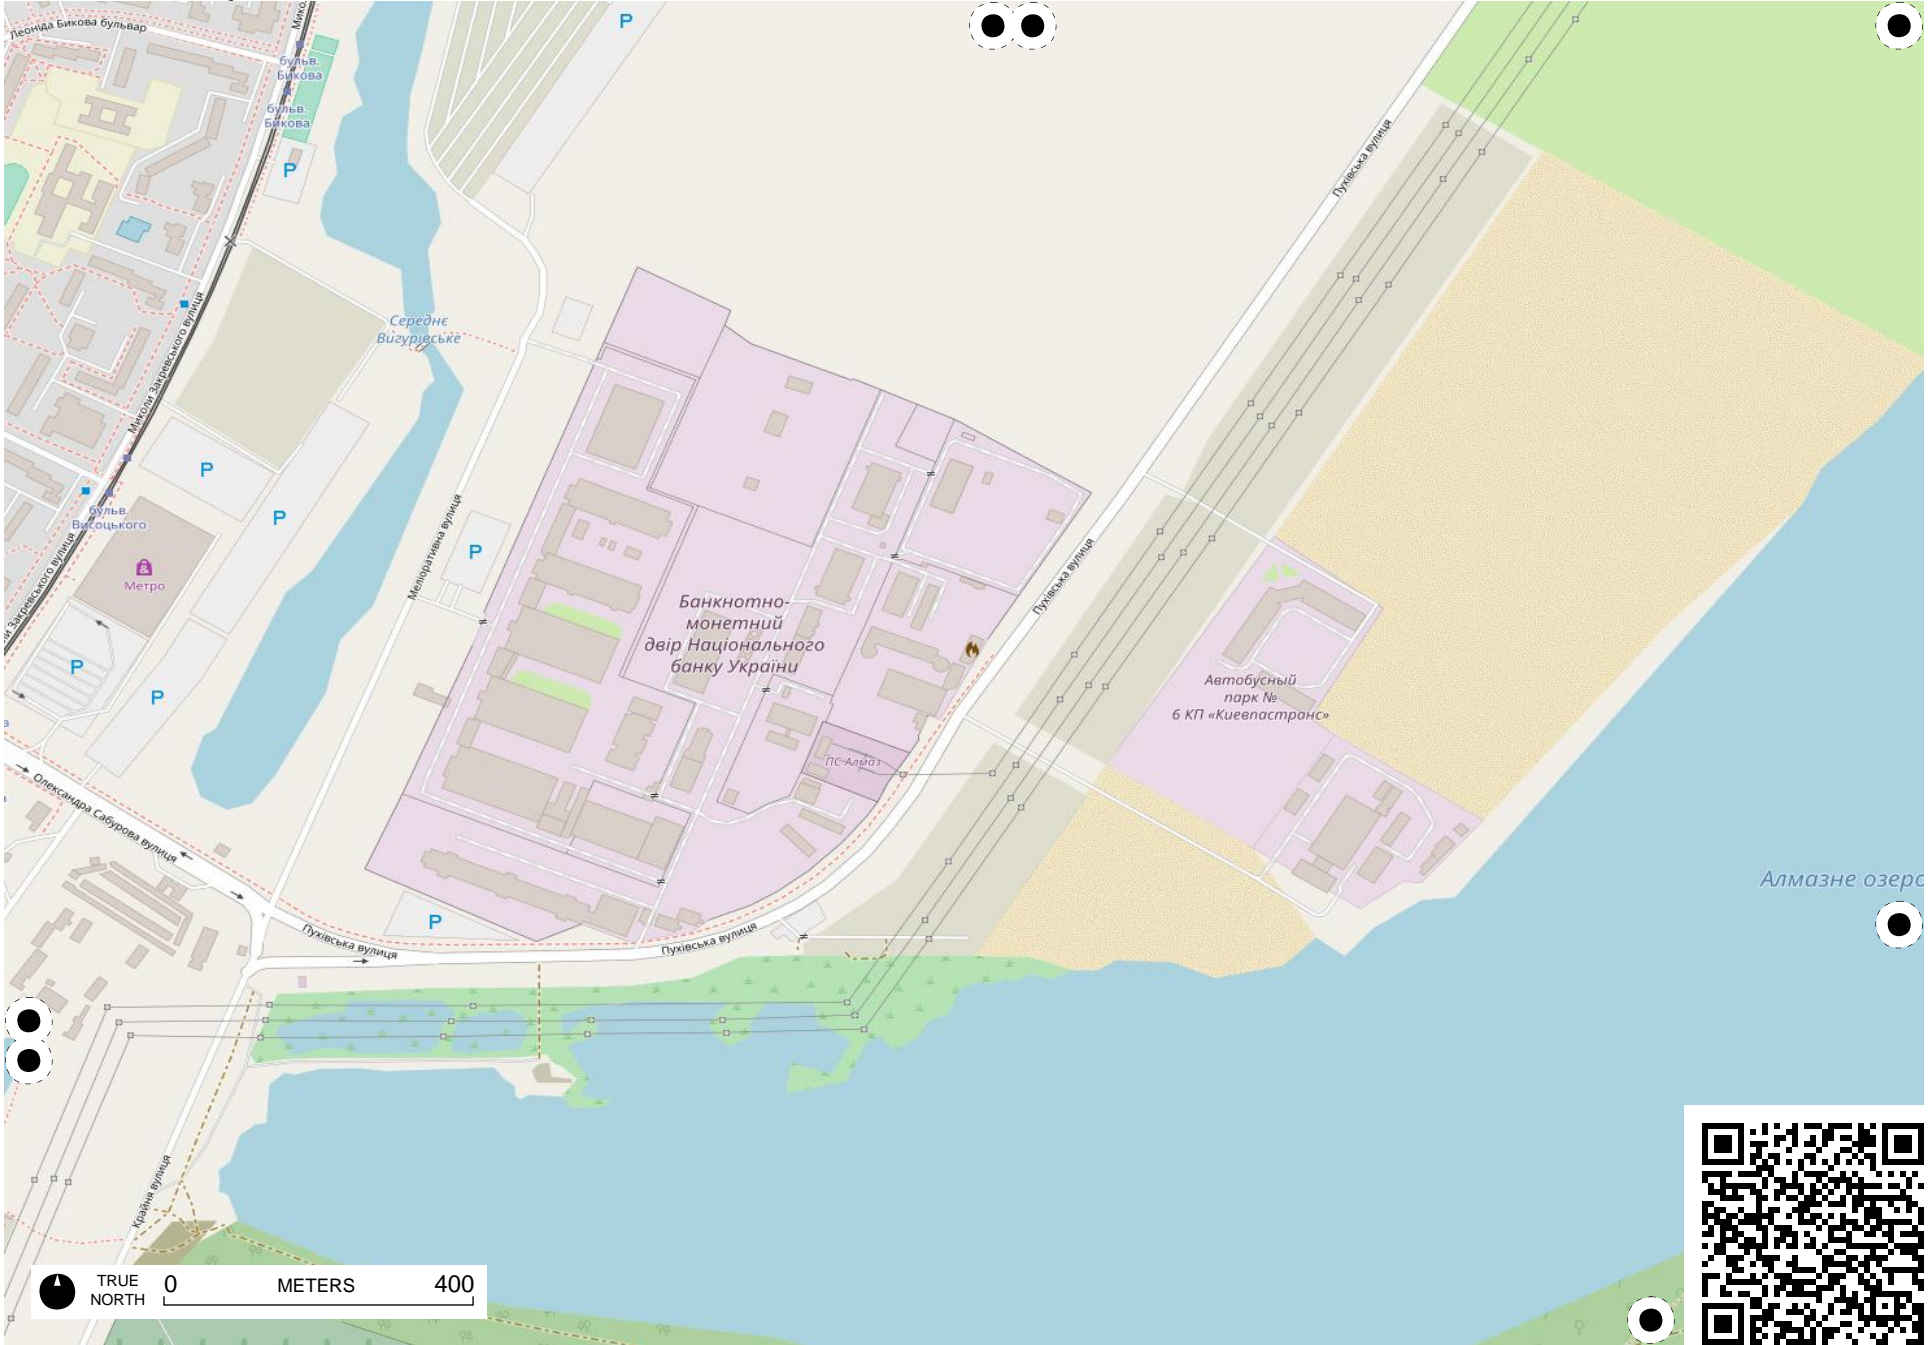 Леоніда Бикова бульвар
P
бульв.
Бикова
бульв.
Бикова
P
Пухівська вулиця
Миколи Закревського вулиця
Середнє
Вигурівське
P
P
бульв.
Висоцького
Метро
P
Меліоративна вулиця
Пухівська вулиця
Банкнотно-
монетний
двір Національного
банку України
P
P
Автобусный
парк №
6 КП «Киевпастранс»
ПС Алмаз
Олександра Сабурова вулиця
Алмазне озеро
P
Пухівська вулиця
Пухівська вулиця
Крайня вулиця
TRUE
NORTH
0 METERS 400